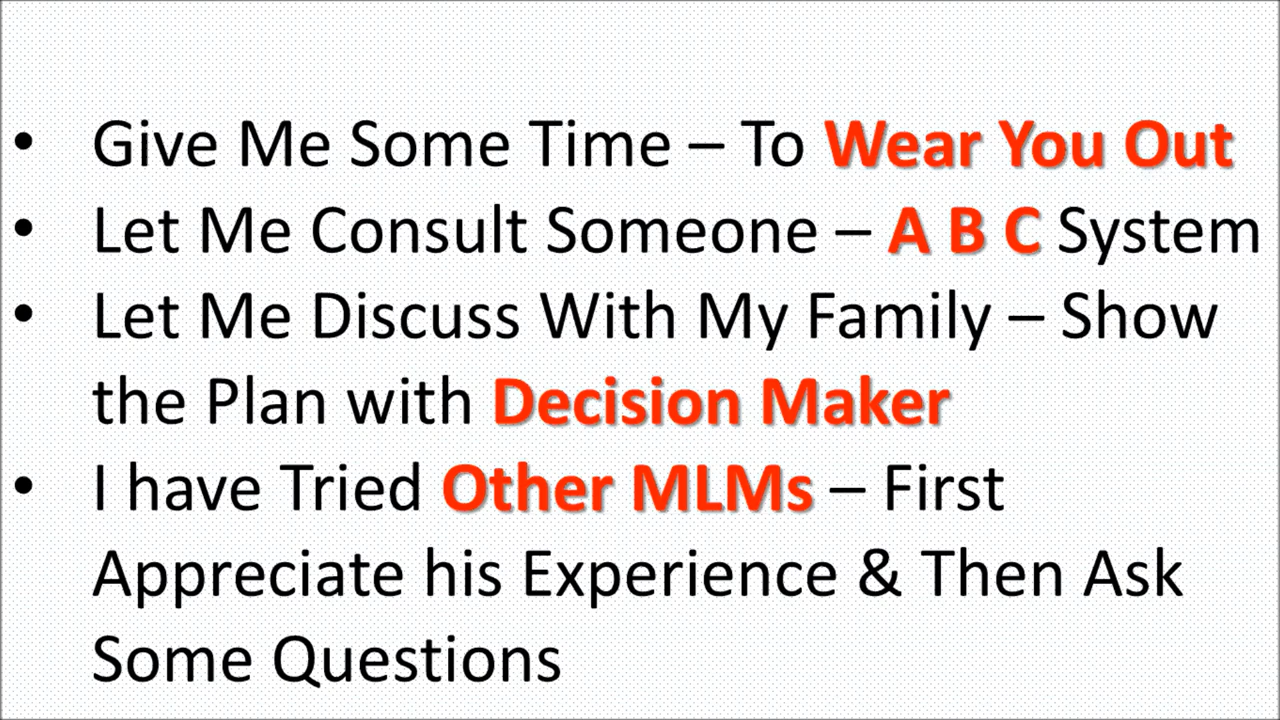 • Give Me Some Time – To Wear You Out
• Let Me Consult Someone – A B C System
• Let Me Discuss With My Family – Show
the Plan with Decision Maker
• I have Tried Other MLMs – First
Appreciate his Experience & Then Ask
Some Questions